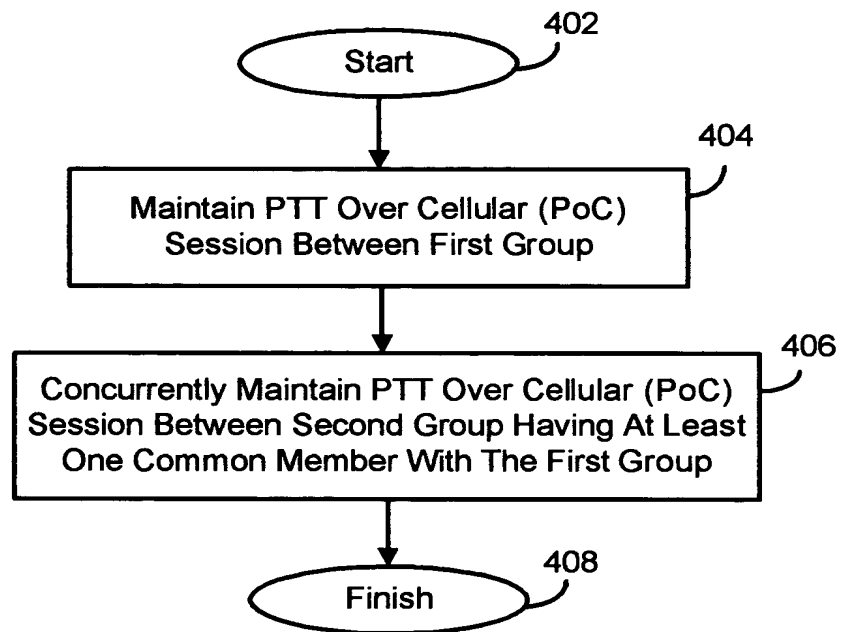 402
Start
404
Maintain PTT Over Cellular (PoC)
Session Between First Group
406
Concurrently Maintain PTT Over Cellular (PoC)
Session Between Second Group Having At Least
One Common Member With The First Group
408
Finish